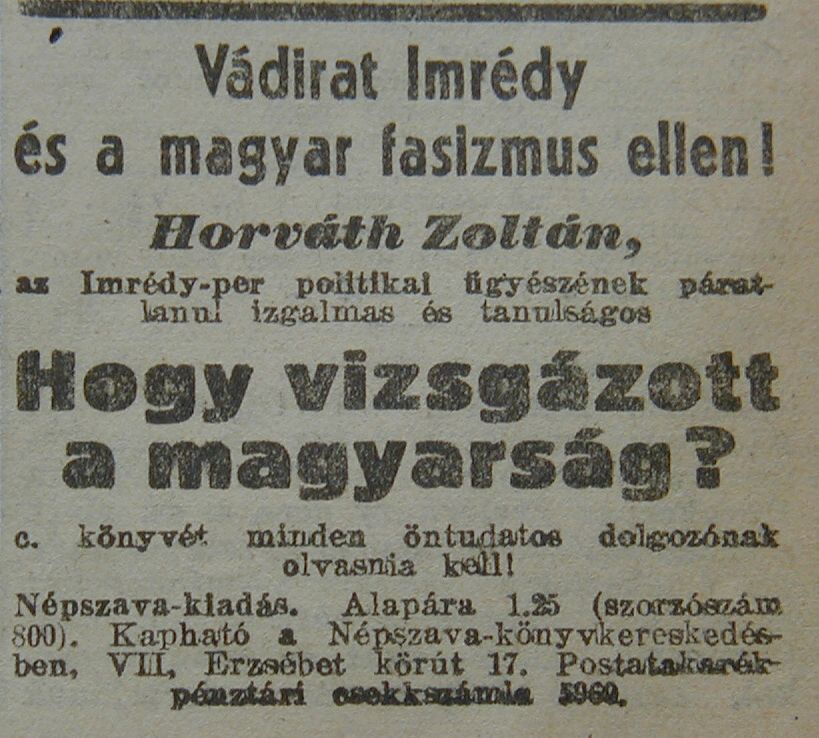 Vádirat Imrédy
és a magyar fasizmus ellen!
Horváth Zoltán,
az Imrédy-per politikai ügyészének párat-
lanul izgalmas és tanulságos
Hogy vizsgázott
a magyarság?
c. könyvét minden öntudatos dolgozónak
olvasnia kell!
Népszava-kiadás. Alapára 1.25 (szorzószám
800). Kapható a Népszava-könyvkereskedés-
ben, VII, Erzsébet körút 17. Postatakarék-
pénztári csekkszámla 5960.